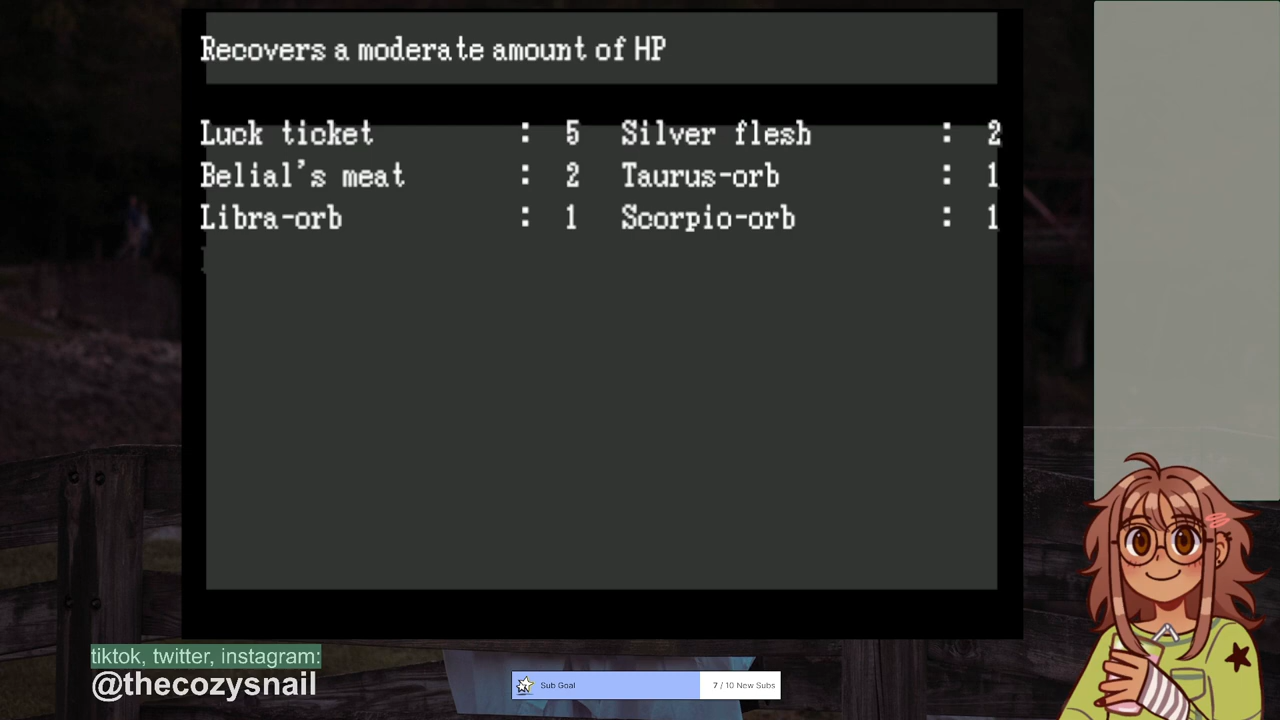 Recovers a moderate amount of HP
Luck ticket : 5 Silver flesh : 2
Belial's meat : 2 Taurus-orb : 1
Libra-orb : 1 Scorpio-orb : 1
tiktok, twitter, instagram:
@thecozysnail
Sub Goal 7 / 10 New Subs